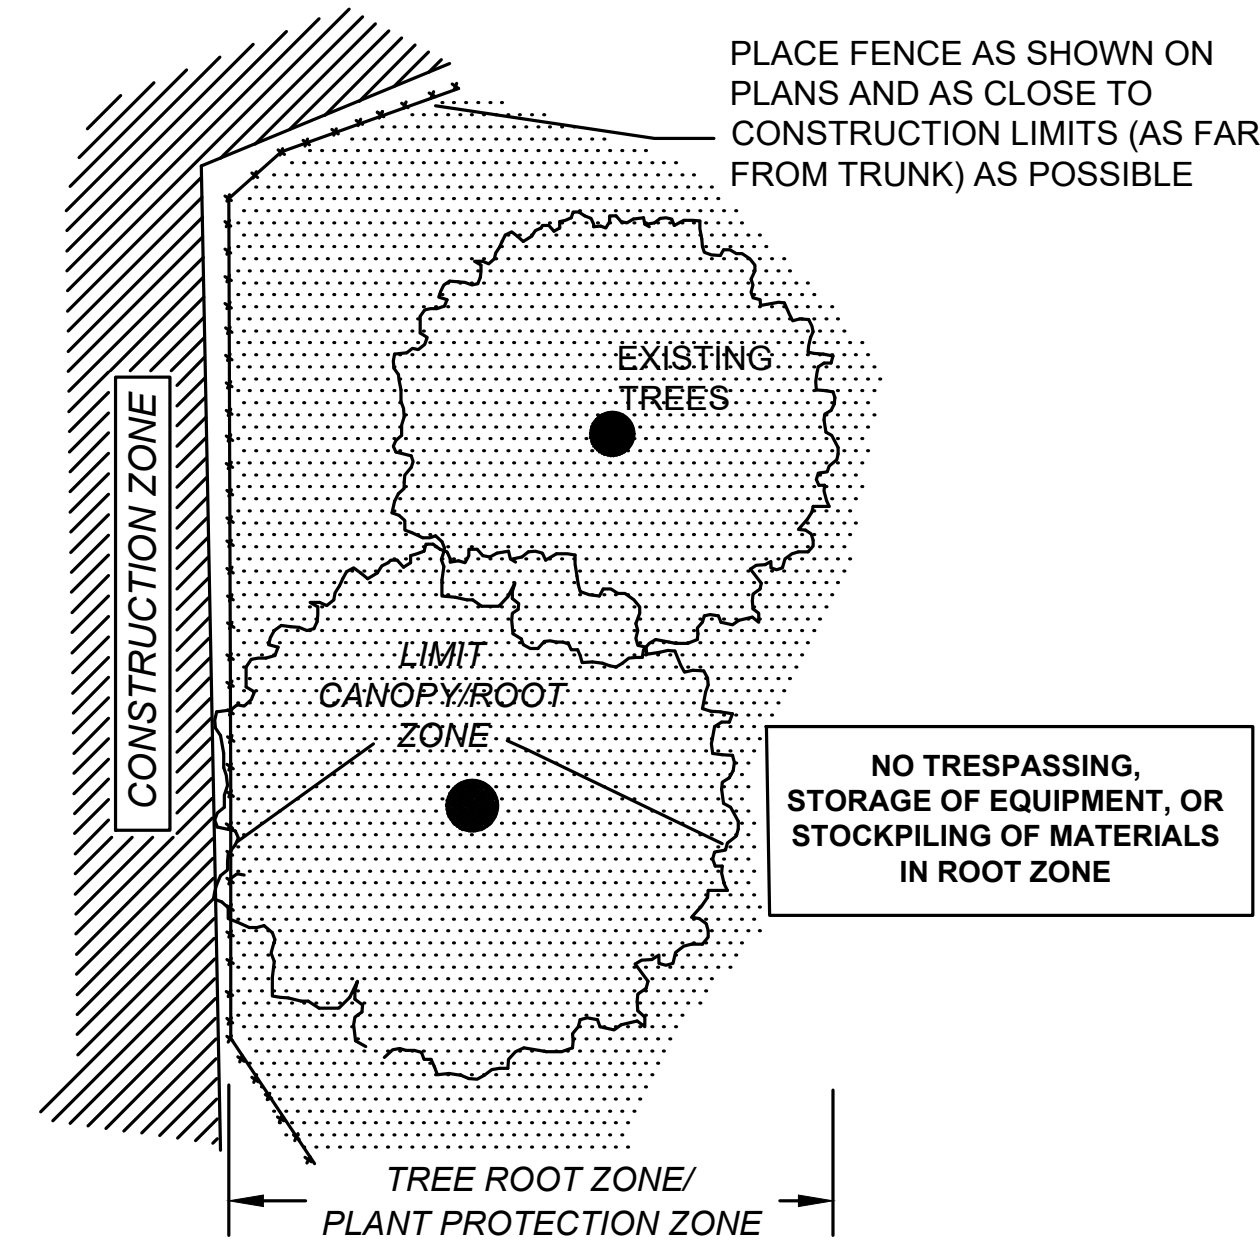 PLACE FENCE AS SHOWN ON
PLANS AND AS CLOSE TO
CONSTRUCTION LIMITS (AS FAR
FROM TRUNK) AS POSSIBLE
EXISTING
TREES
CONSTRUCTION ZONE
LIMIT
CANOPY/ROOT
ZONE
NO TRESPASSING,
STORAGE OF EQUIPMENT, OR
STOCKPILING OF MATERIALS
IN ROOT ZONE
TREE ROOT ZONE/
PLANT PROTECTION ZONE